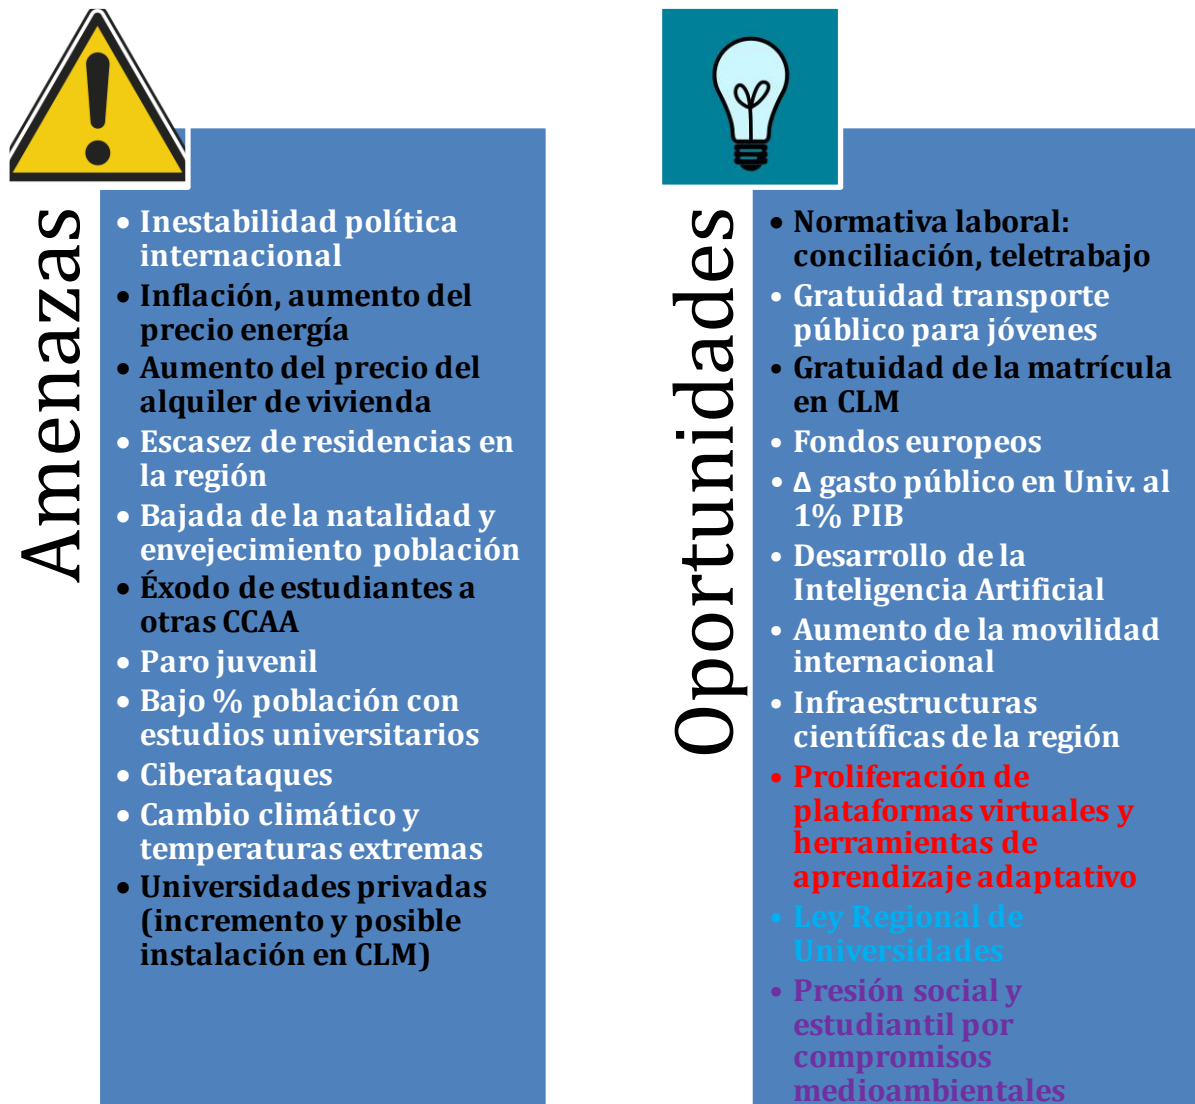 Amenazas
• Inestabilidad política
internacional
• Inflación, aumento del
precio energía
• Aumento del precio del
alquiler de vivienda
• Escasez de residencias en
la región
• Bajada de la natalidad y
envejecimiento población
• Éxodo de estudiantes a
otras CCAA
• Paro juvenil
• Bajo % población con
estudios universitarios
• Ciberataques
• Cambio climático y
temperaturas extremas
• Universidades privadas
(incremento y posible
instalación en CLM)
Oportunidades
• Normativa laboral:
conciliación, teletrabajo
• Gratuidad transporte
público para jóvenes
• Gratuidad de la matrícula
en CLM
• Fondos europeos
• Δ gasto público en Univ. al
1% PIB
• Desarrollo de la
Inteligencia Artificial
• Aumento de la movilidad
internacional
• Infraestructuras
científicas de la región
• Proliferación de
plataformas virtuales y
herramientas de
aprendizaje adaptativo
• Ley Regional de
Universidades
• Presión social y
estudiantil por
compromisos
medioambientales